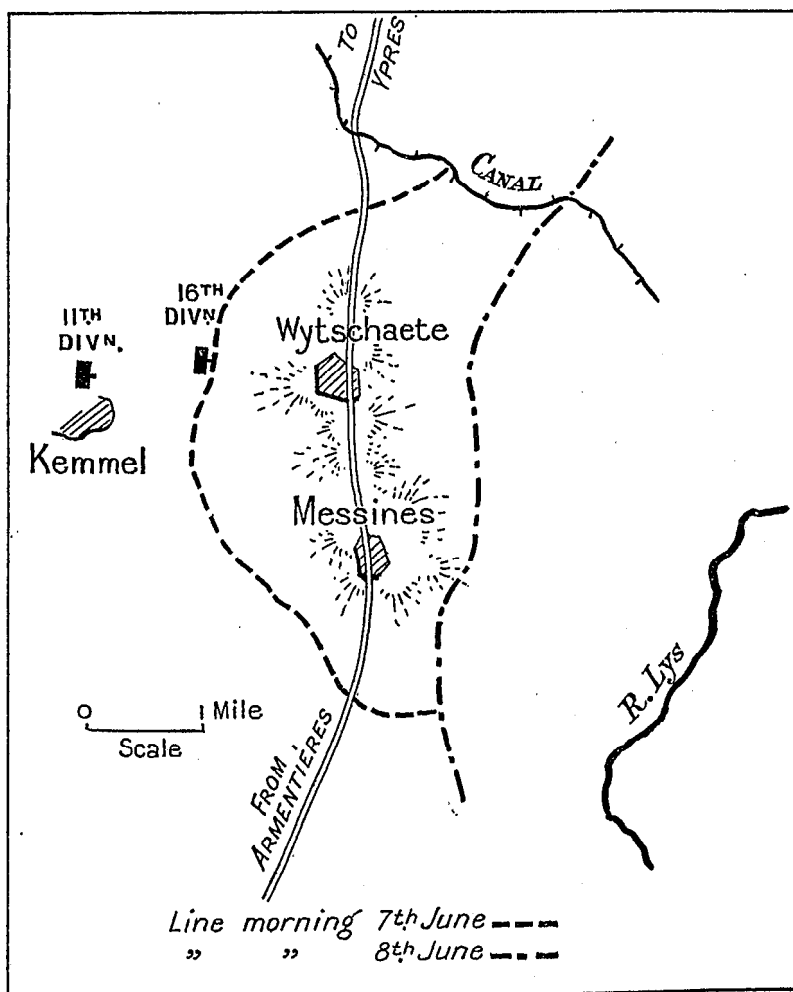 TO
YPRES
CANAL
16TH
DIVN.
11TH
DIVN.
Wytschaete
Kemmel
Messines
R. Lys
0 1 Mile
Scale
FROM
ARMENTIÈRES
Line morning 7th June
„ „ 8th June